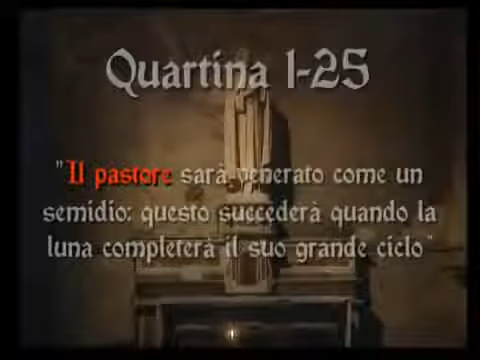 Quartina 1-25
"Il pastore sarà venerato come un
semidio: questo succederà quando la
luna completerà il suo grande ciclo"